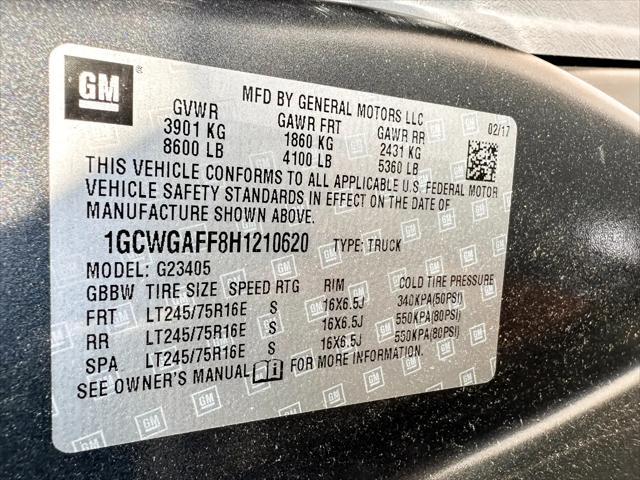 GM
MFD BY GENERAL MOTORS LLC
GVWR GAWR FRT GAWR RR 02/17
3901 KG 1860 KG 2431 KG
8600 LB 4100 LB 5360 LB
THIS VEHICLE CONFORMS TO ALL APPLICABLE U.S. FEDERAL MOTOR
VEHICLE SAFETY STANDARDS IN EFFECT ON THE DATE OF
MANUFACTURE SHOWN ABOVE.
1GCWGAFF8H1210620 TYPE: TRUCK
MODEL: G23405
GBBW TIRE SIZE SPEED RTG RIM COLD TIRE PRESSURE
FRT LT245/75R16E S 16X6.5J 340KPA(50PSI)
RR LT245/75R16E S 16X6.5J 550KPA(80PSI)
SPA LT245/75R16E S 16X6.5J 550KPA(80PSI)
SEE OWNER'S MANUAL FOR MORE INFORMATION.